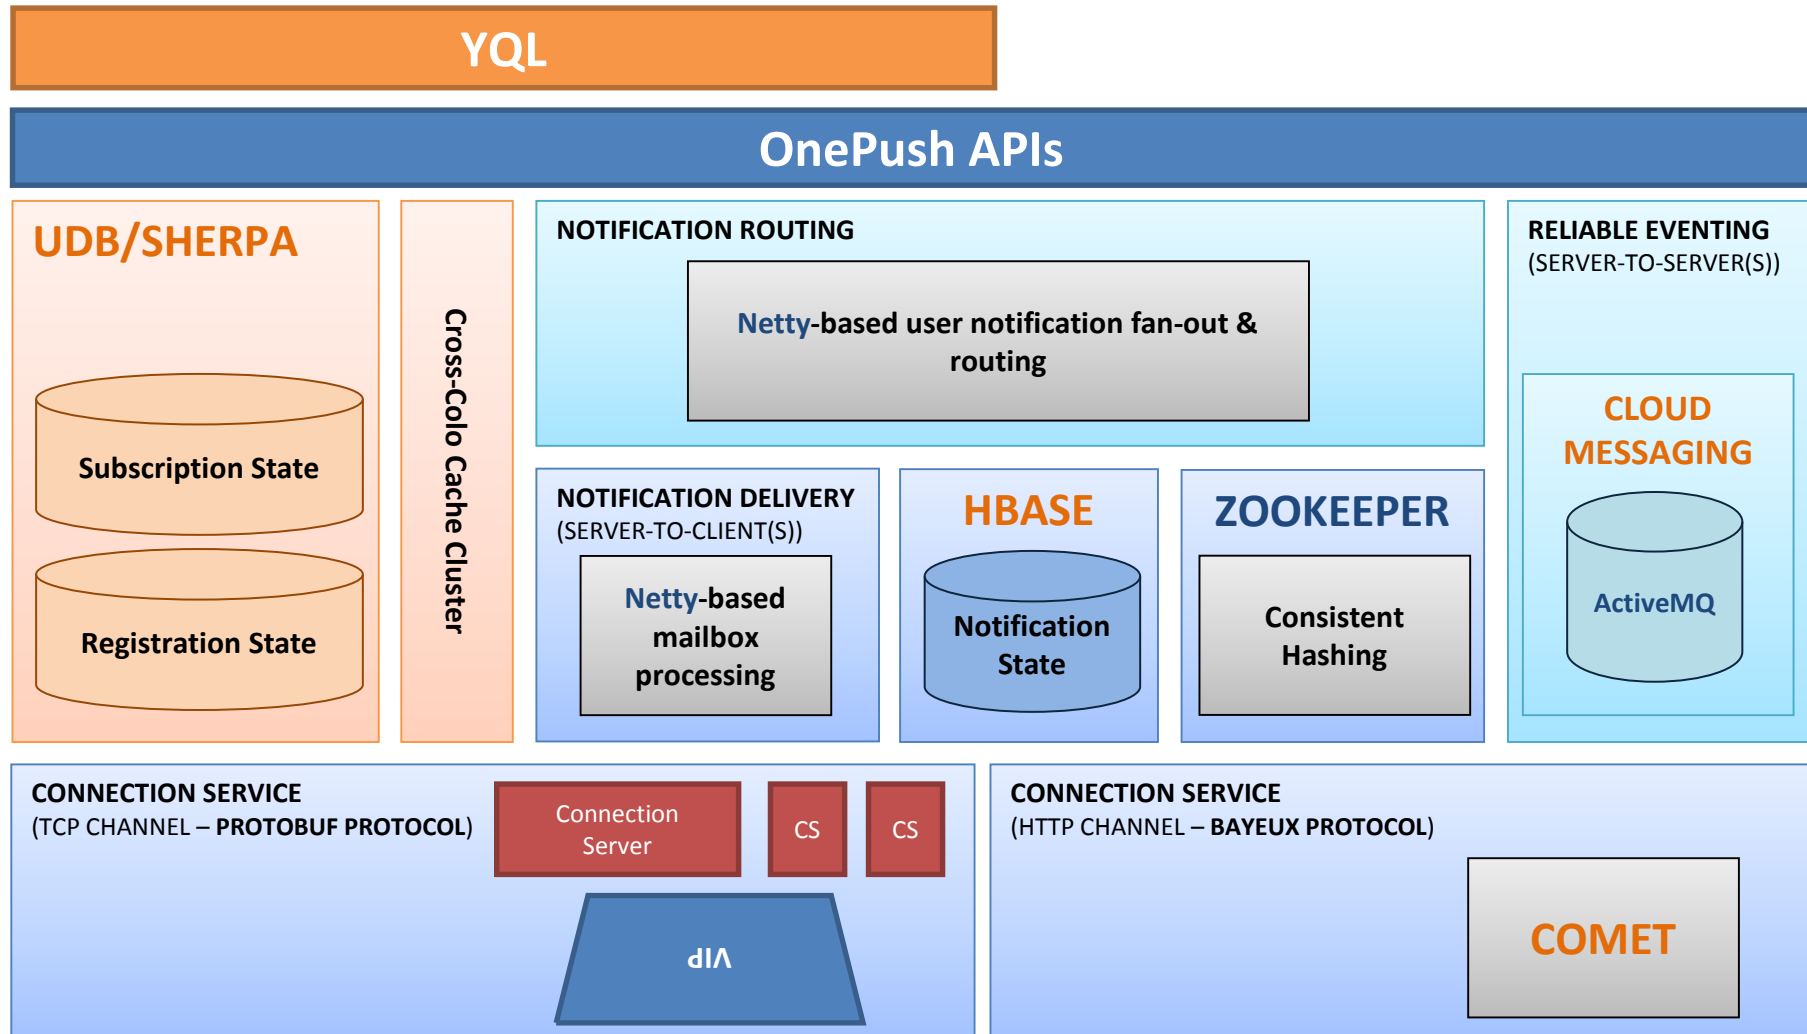 YQL
OnePush APIs
UDB/SHERPA
Subscription State
Registration State
Cross-Colo Cache Cluster
NOTIFICATION ROUTING
Netty-based user notification fan-out &
routing
NOTIFICATION DELIVERY
(SERVER-TO-CLIENT(S))
Netty-based
mailbox
processing
HBASE
Notification
State
ZOOKEEPER
Consistent
Hashing
RELIABLE EVENTING
(SERVER-TO-SERVER(S))
CLOUD
MESSAGING
ActiveMQ
CONNECTION SERVICE
(TCP CHANNEL – PROTOBUF PROTOCOL)
Connection
Server
CS
CS
VIP
CONNECTION SERVICE
(HTTP CHANNEL – BAYEUX PROTOCOL)
COMET